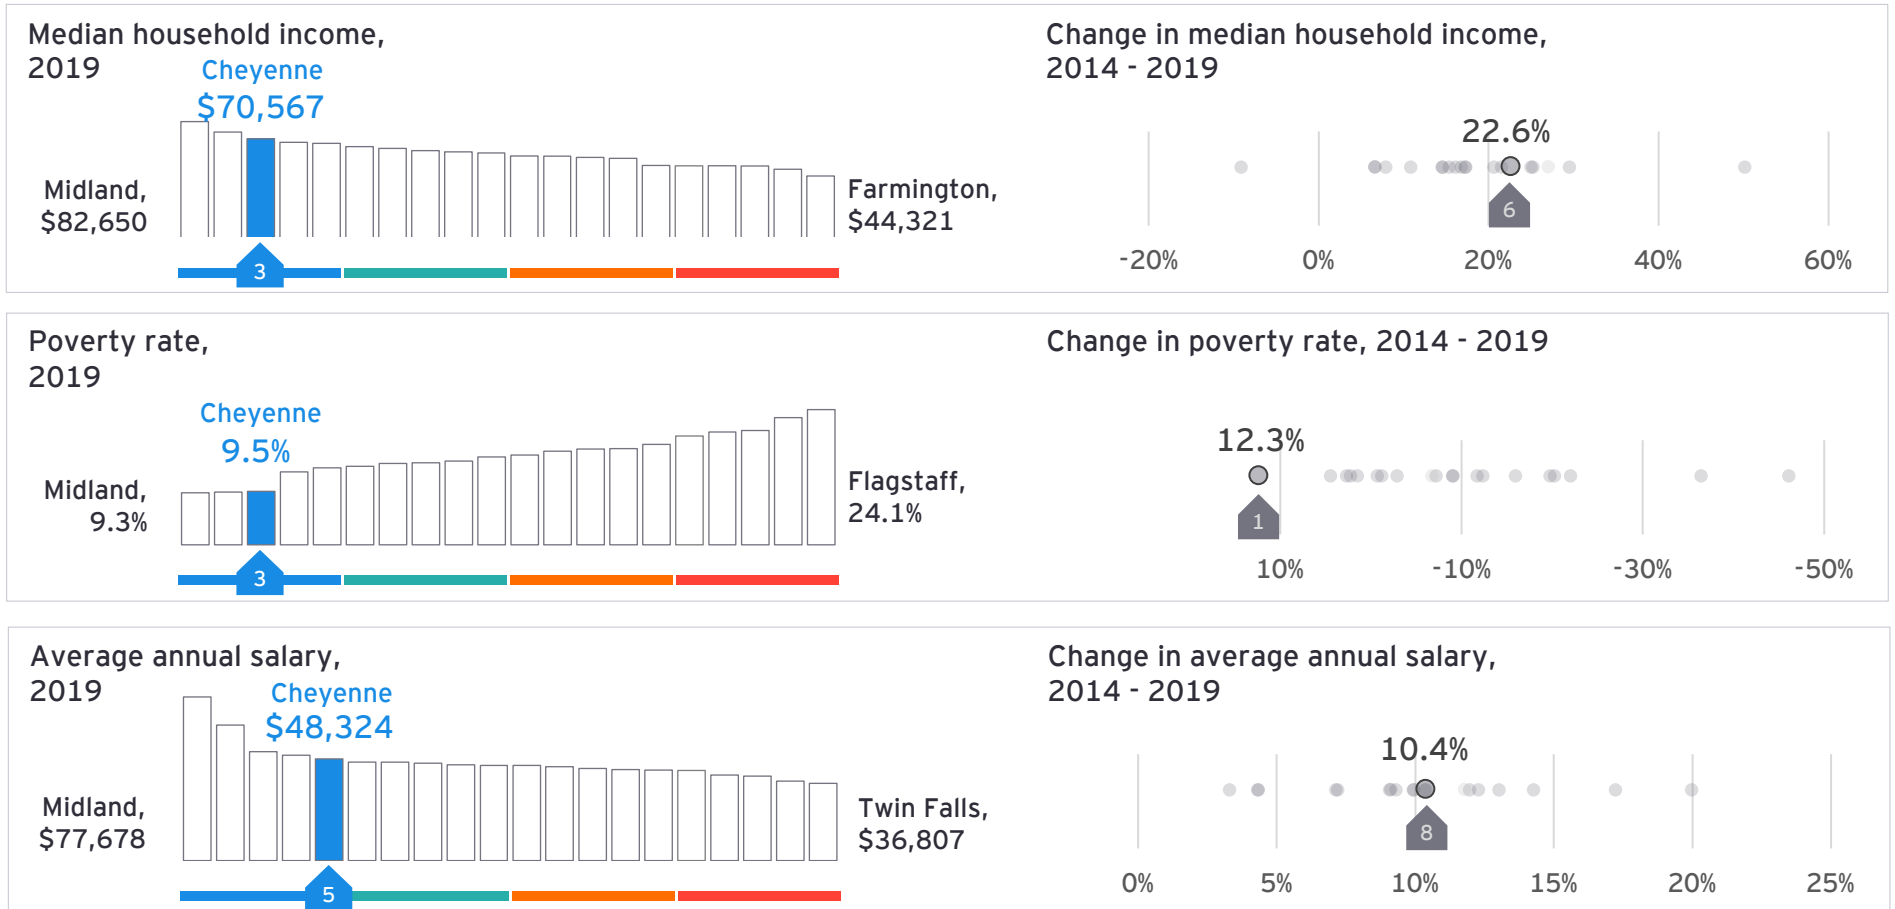 Median household income,
2019
Cheyenne
$70,567
Midland,
$82,650
Farmington,
$44,321
3
Change in median household income,
2014 - 2019
22.6%
6
-20%
0%
20%
40%
60%
Poverty rate,
2019
Cheyenne
9.5%
Midland,
9.3%
Flagstaff,
24.1%
3
Change in poverty rate, 2014 - 2019
12.3%
1
10%
-10%
-30%
-50%
Average annual salary,
2019
Cheyenne
$48,324
Midland,
$77,678
Twin Falls,
$36,807
5
Change in average annual salary,
2014 - 2019
10.4%
8
0%
5%
10%
15%
20%
25%